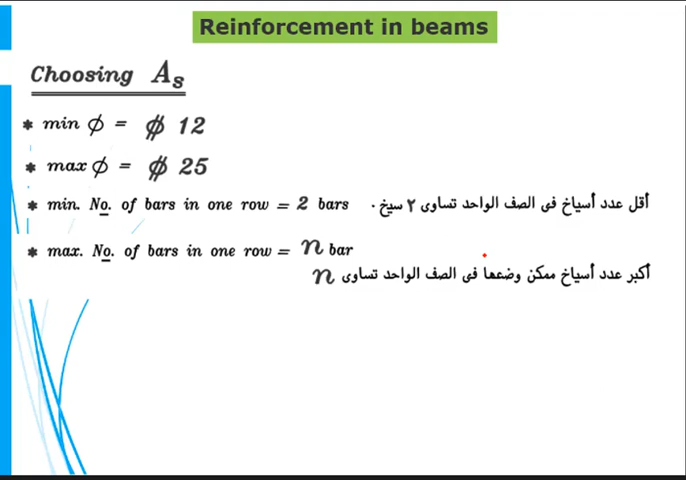 Reinforcement in beams
Choosing As
* min ϕ = ϕ 12
* max ϕ = ϕ 25
* min. No. of bars in one row = 2 bars أقل عدد أسياخ فى الصف الواحد تساوى ٢ سيخ .
* max. No. of bars in one row = n bar
أكبر عدد أسياخ ممكن وضعها فى الصف الواحد تساوى n